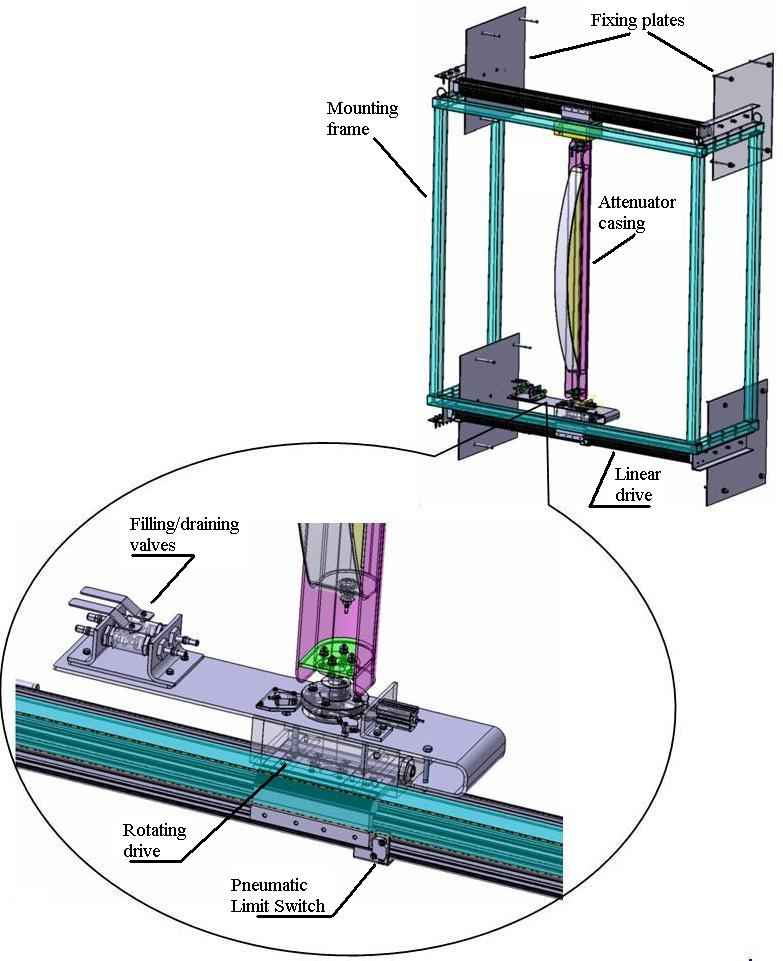 Fixing plates
Mounting
frame
Attenuator
casing
Linear
drive
Filling/draining
valves
Rotating
drive
Pneumatic
Limit Switch